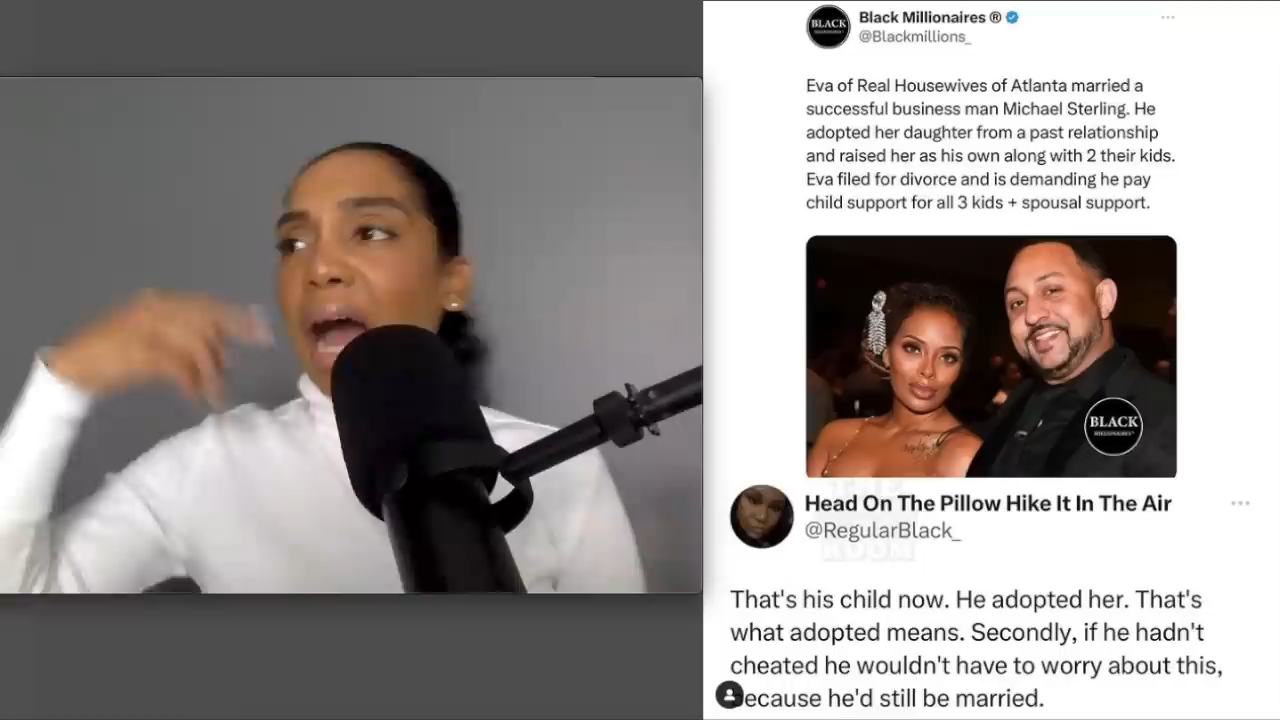 Black Millionaires ®
@Blackmillions_
Eva of Real Housewives of Atlanta married a
successful business man Michael Sterling. He
adopted her daughter from a past relationship
and raised her as his own along with 2 their kids.
Eva filed for divorce and is demanding he pay
child support for all 3 kids + spousal support.
BLACK
MILLIONAIRES
Head On The Pillow Hike It In The Air
@RegularBlack_
ROOM
That's his child now. He adopted her. That's
what adopted means. Secondly, if he hadn't
cheated he wouldn't have to worry about this,
because he'd still be married.